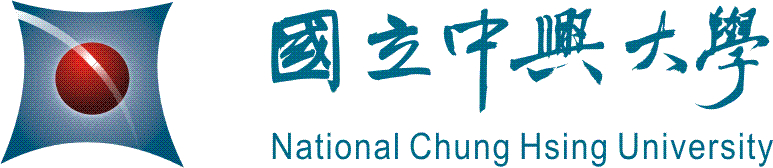 國立中興大學
National Chung Hsing University